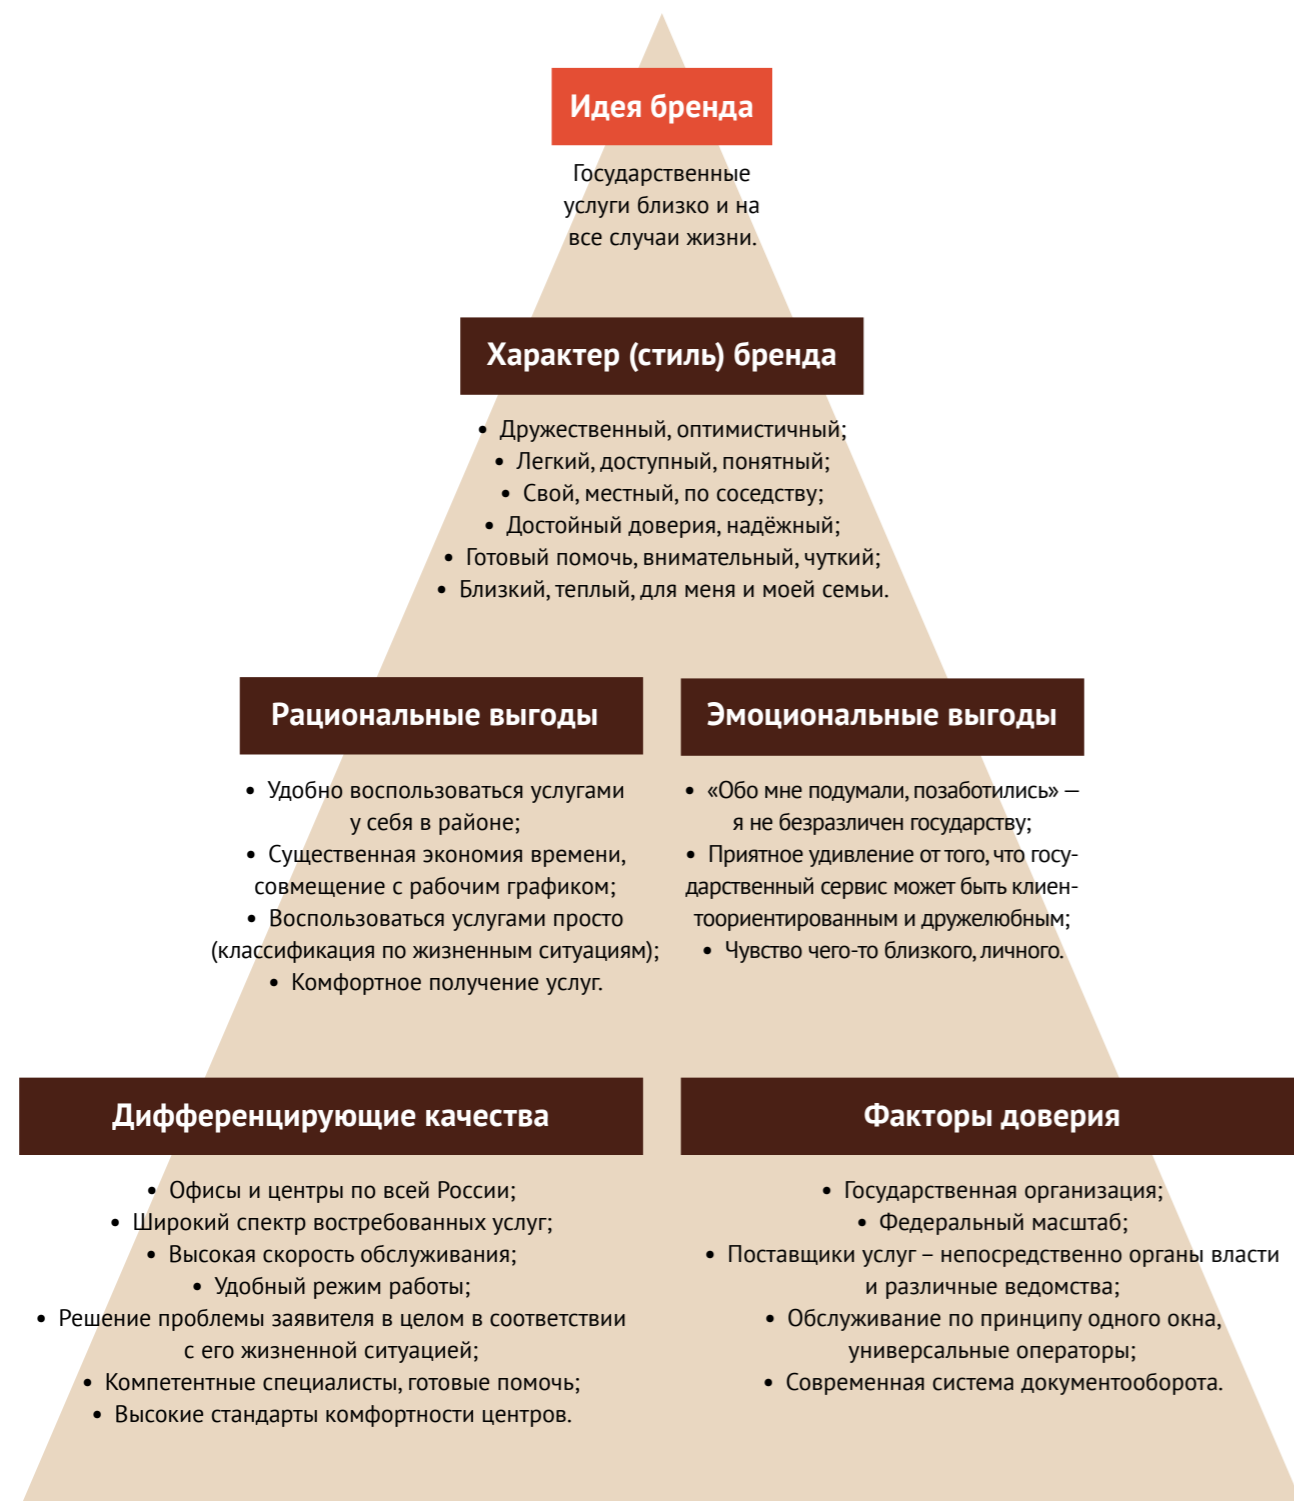 Идея бренда
Государственные
услуги близко и на
все случаи жизни.
Характер (стиль) бренда
• Дружественный, оптимистичный;
• Легкий, доступный, понятный;
• Свой, местный, по соседству;
• Достойный доверия, надёжный;
• Готовый помочь, внимательный, чуткий;
• Близкий, теплый, для меня и моей семьи.
Рациональные выгоды
• Удобно воспользоваться услугами
у себя в районе;
• Существенная экономия времени,
совмещение с рабочим графиком;
• Воспользоваться услугами просто
(классификация по жизненным ситуациям);
• Комфортное получение услуг.
Эмоциональные выгоды
• «Обо мне подумали, позаботились» —
я не безразличен государству;
• Приятное удивление от того, что госу-
дарственный сервис может быть клиен-
тоориентированным и дружелюбным;
• Чувство чего-то близкого, личного.
Дифференцирующие качества
• Офисы и центры по всей России;
• Широкий спектр востребованных услуг;
• Высокая скорость обслуживания;
• Удобный режим работы;
• Решение проблемы заявителя в целом в соответствии
с его жизненной ситуацией;
• Компетентные специалисты, готовые помочь;
• Высокие стандарты комфортности центров.
Факторы доверия
• Государственная организация;
• Федеральный масштаб;
• Поставщики услуг – непосредственно органы власти
и различные ведомства;
• Обслуживание по принципу одного окна,
универсальные операторы;
• Современная система документооборота.